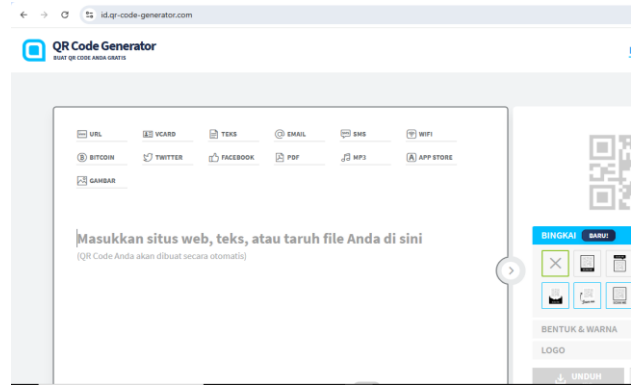 id.qr-code-generator.com
QR Code Generator
BUAT QR CODE ANDA GRATIS
URL VCARD TEKS EMAIL SMS WIFI
BITCOIN TWITTER FACEBOOK PDF MP3 APP STORE
GAMBAR
Masukkan situs web, teks, atau taruh file Anda di sini
(QR Code Anda akan dibuat secara otomatis)
BINGKAI BARU!
BENTUK & WARNA
LOGO
UNDUH